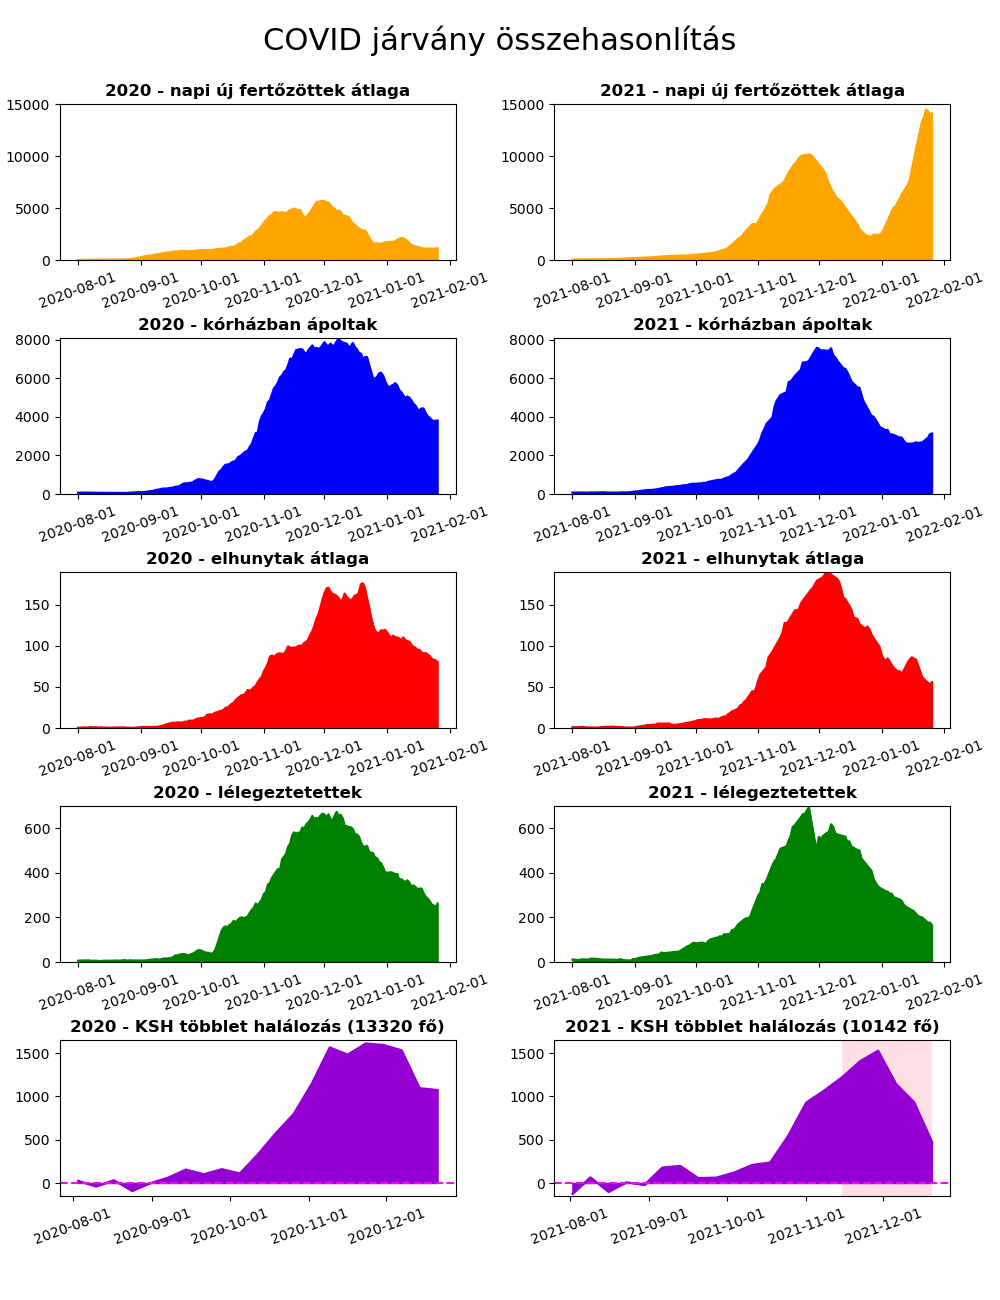 COVID járvány összehasonlítás
2020 - napi új fertőzöttek átlaga
15000
10000
5000
0
2020-08-01 2020-09-01 2020-10-01 2020-11-01 2020-12-01 2021-01-01 2021-02-01
2021 - napi új fertőzöttek átlaga
15000
10000
5000
0
2021-08-01 2021-09-01 2021-10-01 2021-11-01 2021-12-01 2022-01-01 2022-02-01
2020 - kórházban ápoltak
8000
6000
4000
2000
0
2020-08-01 2020-09-01 2020-10-01 2020-11-01 2020-12-01 2021-01-01 2021-02-01
2021 - kórházban ápoltak
8000
6000
4000
2000
0
2021-08-01 2021-09-01 2021-10-01 2021-11-01 2021-12-01 2022-01-01 2022-02-01
2020 - elhunytak átlaga
150
100
50
0
2020-08-01 2020-09-01 2020-10-01 2020-11-01 2020-12-01 2021-01-01 2021-02-01
2021 - elhunytak átlaga
150
100
50
0
2021-08-01 2021-09-01 2021-10-01 2021-11-01 2021-12-01 2022-01-01 2022-02-01
2020 - lélegeztetettek
600
400
200
0
2020-08-01 2020-09-01 2020-10-01 2020-11-01 2020-12-01 2021-01-01 2021-02-01
2021 - lélegeztetettek
600
400
200
0
2021-08-01 2021-09-01 2021-10-01 2021-11-01 2021-12-01 2022-01-01 2022-02-01
2020 - KSH többlet halálozás (13320 fő)
1500
1000
500
0
2020-08-01 2020-09-01 2020-10-01 2020-11-01 2020-12-01
2021 - KSH többlet halálozás (10142 fő)
1500
1000
500
0
2021-08-01 2021-09-01 2021-10-01 2021-11-01 2021-12-01